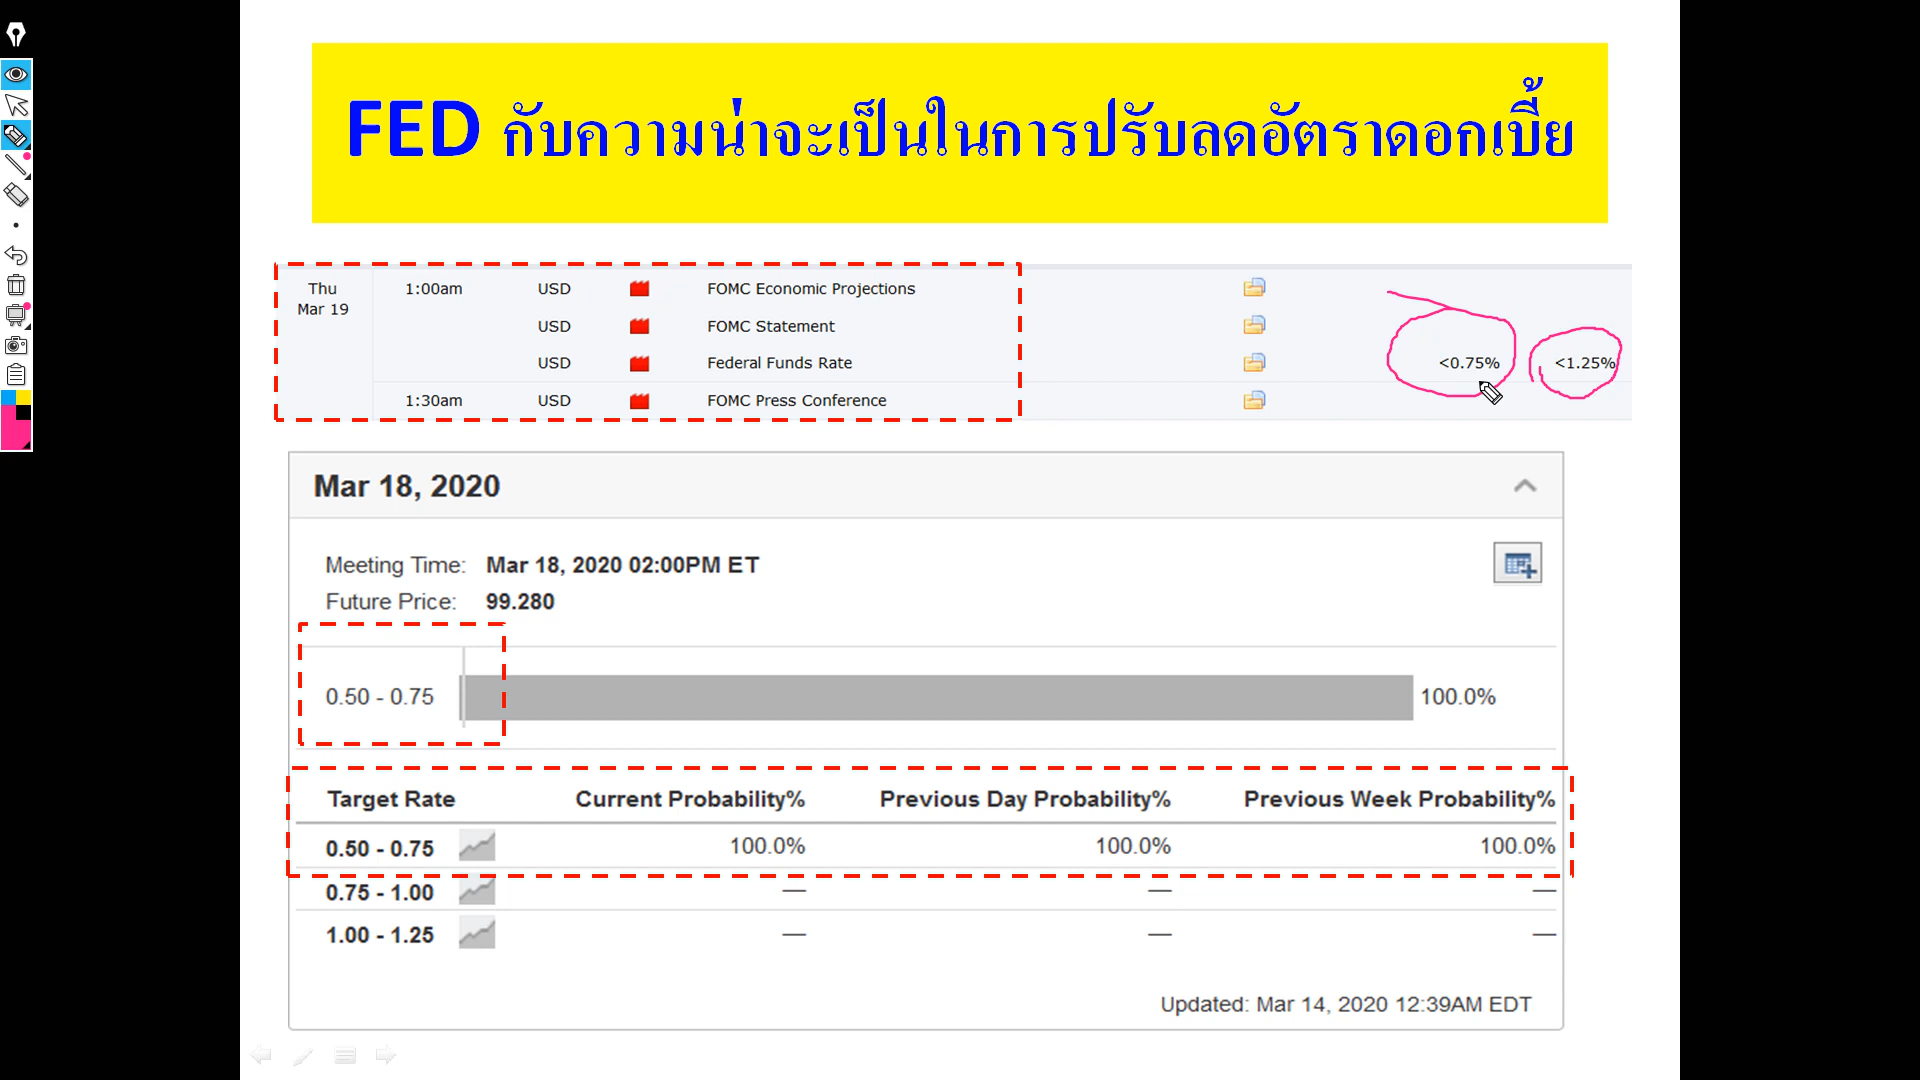 FED กับความน่าจะเป็นในการปรับลดอัตราดอกเบี้ย
Thu 1:00am USD FOMC Economic Projections
Mar 19
USD FOMC Statement
USD Federal Funds Rate <0.75% <1.25%
1:30am USD FOMC Press Conference
Mar 18, 2020
Meeting Time: Mar 18, 2020 02:00PM ET
Future Price: 99.280
0.50 - 0.75 100.0%
Target Rate Current Probability% Previous Day Probability% Previous Week Probability%
0.50 - 0.75 100.0% 100.0% 100.0%
0.75 - 1.00 — — —
1.00 - 1.25 — — —
Updated: Mar 14, 2020 12:39AM EDT